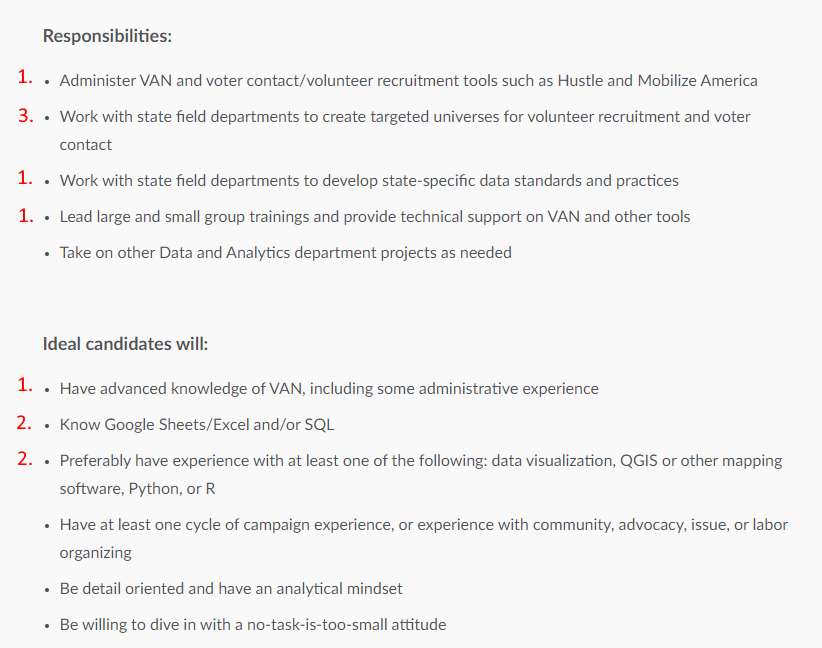 Responsibilities:
1. • Administer VAN and voter contact/volunteer recruitment tools such as Hustle and Mobilize America
3. • Work with state field departments to create targeted universes for volunteer recruitment and voter
contact
1. • Work with state field departments to develop state-specific data standards and practices
1. • Lead large and small group trainings and provide technical support on VAN and other tools
• Take on other Data and Analytics department projects as needed
Ideal candidates will:
1. • Have advanced knowledge of VAN, including some administrative experience
2. • Know Google Sheets/Excel and/or SQL
2. • Preferably have experience with at least one of the following: data visualization, QGIS or other mapping
software, Python, or R
• Have at least one cycle of campaign experience, or experience with community, advocacy, issue, or labor
organizing
• Be detail oriented and have an analytical mindset
• Be willing to dive in with a no-task-is-too-small attitude